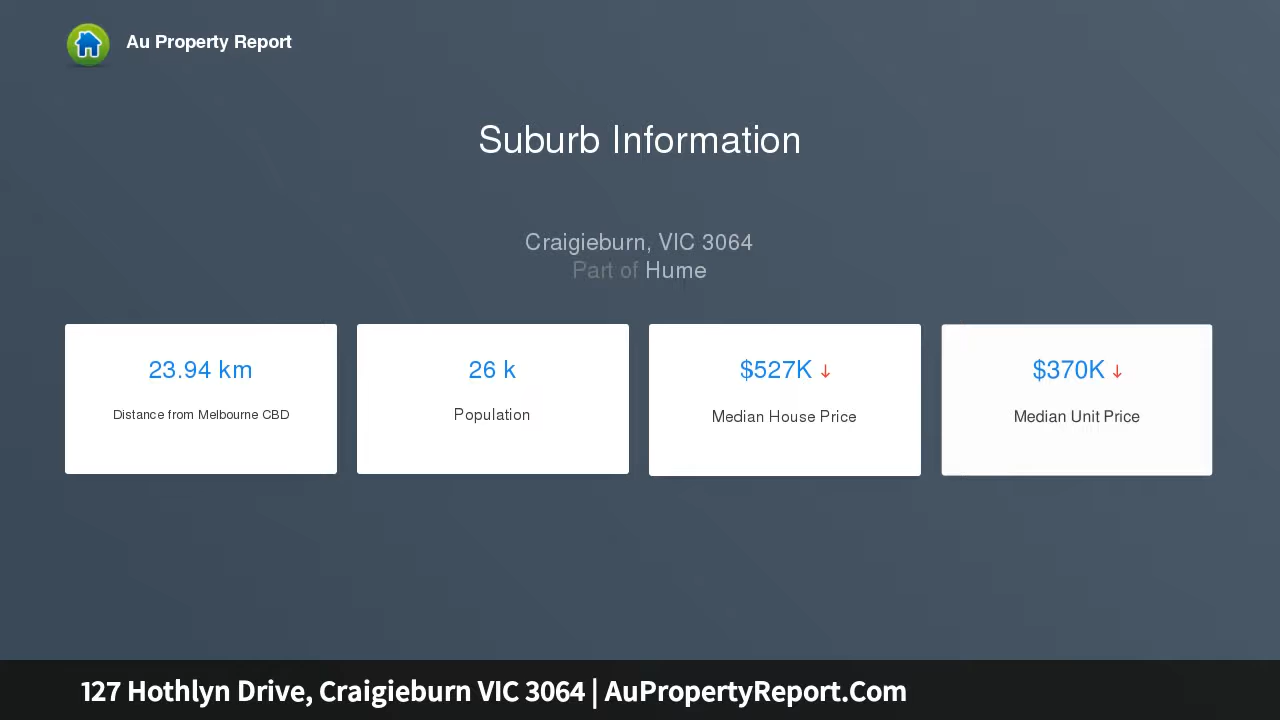 Au Property Report
Suburb Information
Craigieburn, VIC 3064
Part of Hume
23.94 km
Distance from Melbourne CBD
26 k
Population
$527K ↓
Median House Price
$370K ↓
Median Unit Price
127 Hothlyn Drive, Craigieburn VIC 3064 | AuPropertyReport.Com